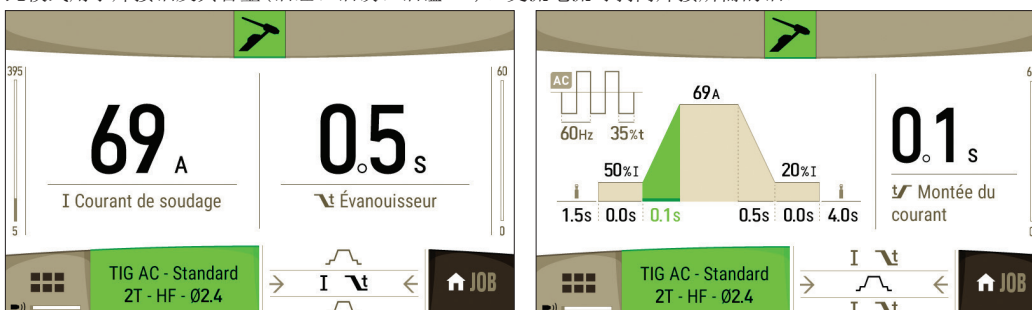 395
60
69 A
0.5 s
I Courant de soudage
t Évanouisseur
5
0
TIG AC - Standard
2T - HF - Ø2.4
I t
JOB
AC
60Hz 35%t
69 A
50%I
20%I
1.5s 0.0s 0.1s 0.5s 0.0s 4.0s
0.1 s
t Montée du
courant
TIG AC - Standard
2T - HF - Ø2.4
I t
I t
JOB